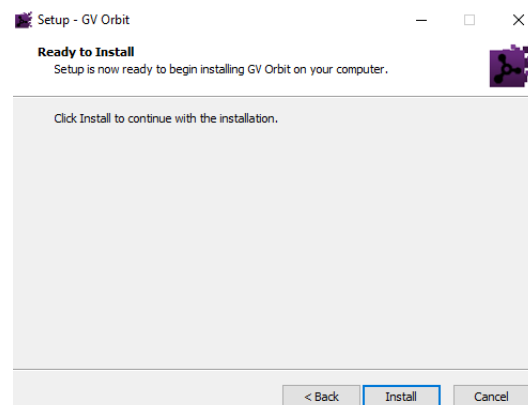 Setup - GV Orbit
Ready to Install
Setup is now ready to begin installing GV Orbit on your computer.
Click Install to continue with the installation.
< Back
Install
Cancel